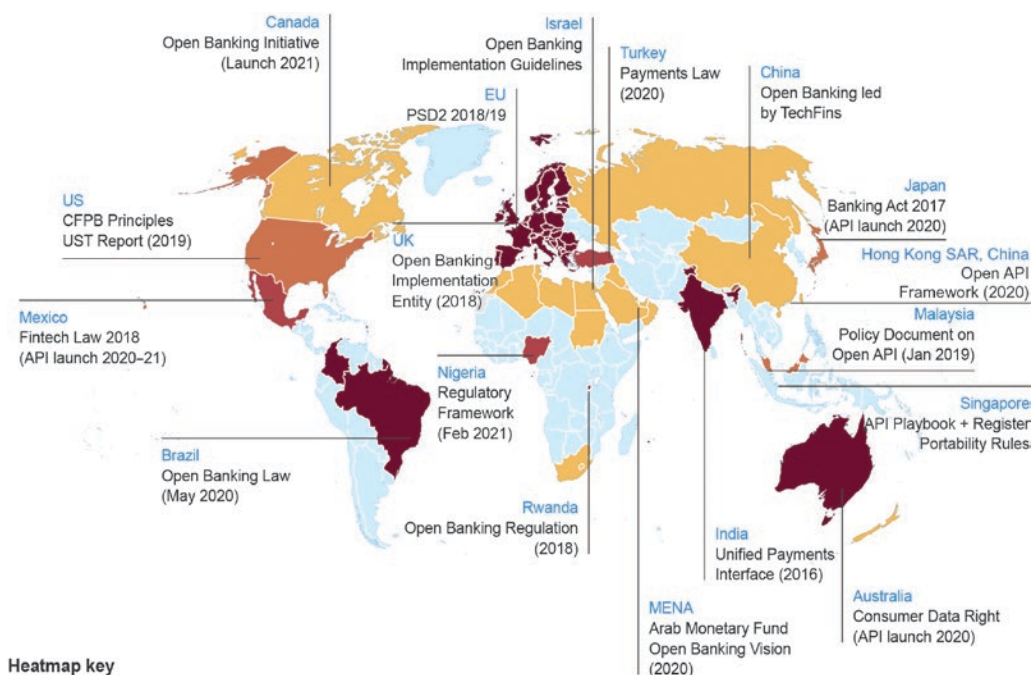 Canada
Open Banking Initiative
(Launch 2021)
Israel
Open Banking
Implementation Guidelines
Turkey
Payments Law
(2020)
China
Open Banking led
by TechFins
EU
PSD2 2018/19
US
CFPB Principles
UST Report (2019)
UK
Open Banking
Implementation
Entity (2018)
Japan
Banking Act 2017
(API launch 2020)
Hong Kong SAR, China
Open API
Framework (2020)
Mexico
Fintech Law 2018
(API launch 2020–21)
Malaysia
Policy Document on
Open API (Jan 2019)
Nigeria
Regulatory
Framework
(Feb 2021)
Singapore
API Playbook + Register
Portability Rules
Brazil
Open Banking Law
(May 2020)
Rwanda
Open Banking Regulation
(2018)
India
Unified Payments
Interface (2016)
MENA
Arab Monetary Fund
Open Banking Vision
(2020)
Australia
Consumer Data Right
(API launch 2020)
Heatmap key